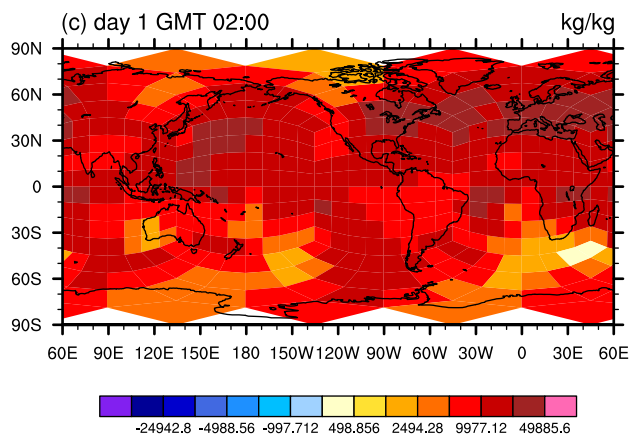 (c) day 1 GMT 02:00 kg/kg
90N
60N
30N
0
30S
60S
90S
60E 90E 120E 150E 180 150W 120W 90W 60W 30W 0 30E 60E
-24942.8 -4988.56 -997.712 498.856 2494.28 9977.12 49885.6